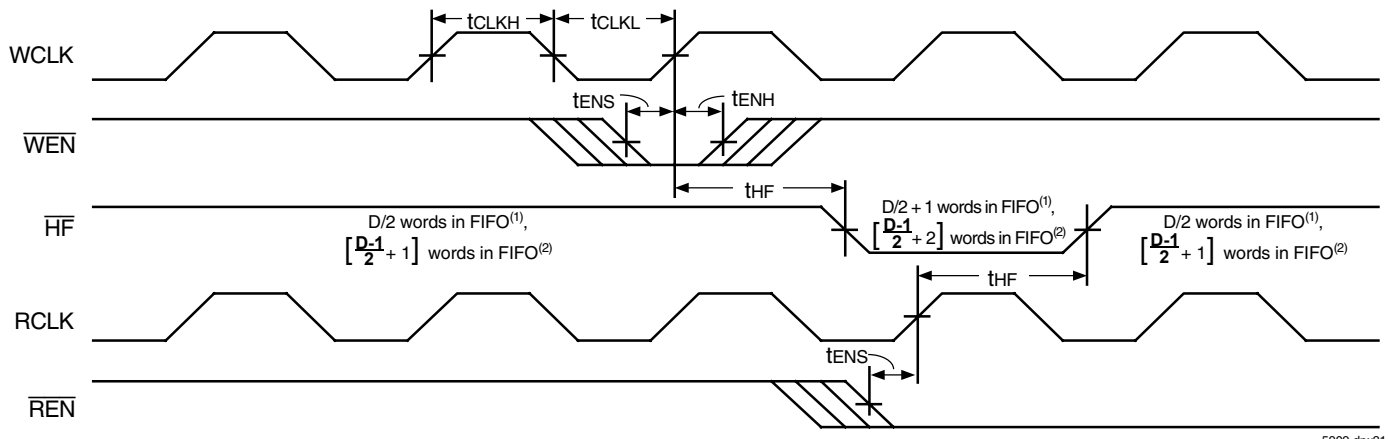 tCLKH tCLKL
WCLK
tENS tENH
WEN
tHF
HF
D/2 words in FIFO(1),
[D-1/2 + 1] words in FIFO(2)
D/2 + 1 words in FIFO(1),
[D-1/2 + 2] words in FIFO(2)
D/2 words in FIFO(1),
[D-1/2 + 1] words in FIFO(2)
tHF
RCLK
tENS
REN